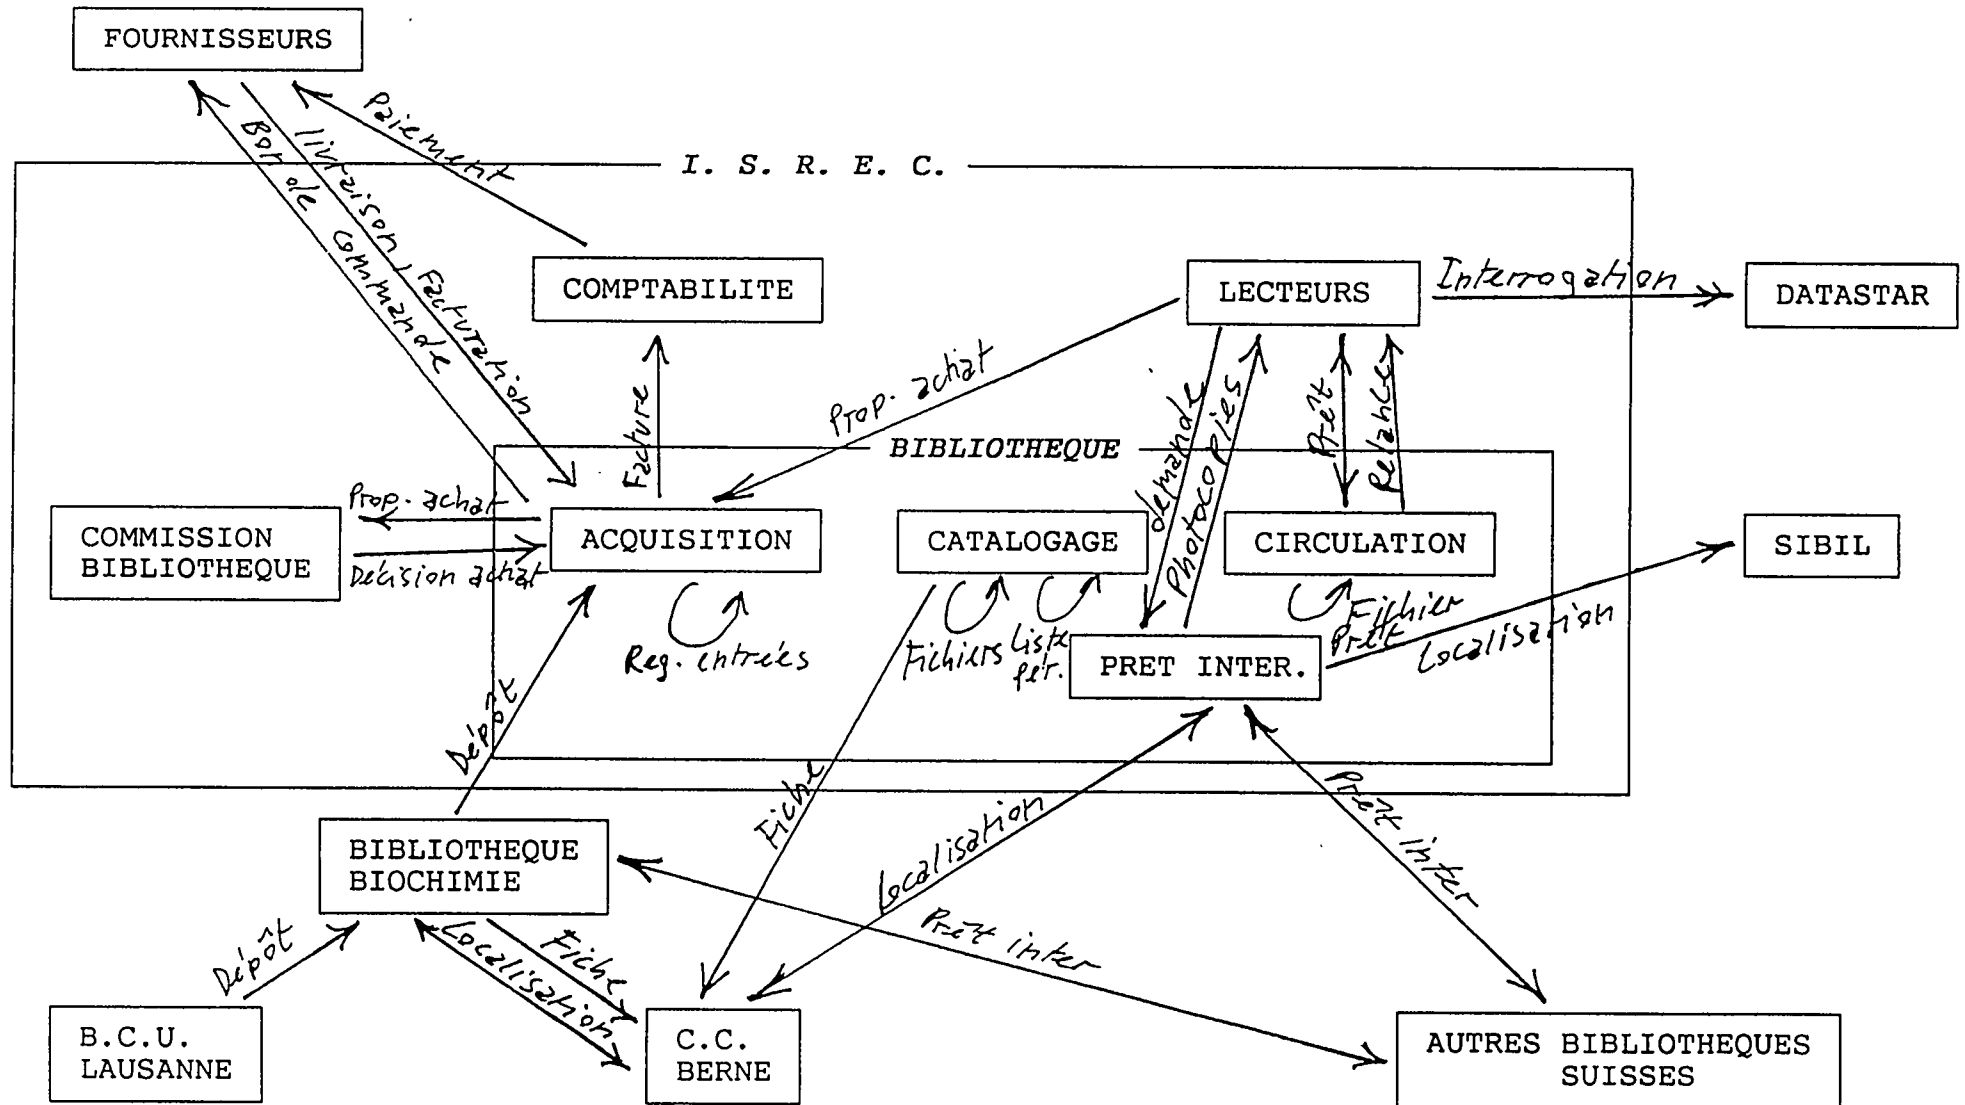 FOURNISSEURS
Paiement
Bon de commande
livraison, Facturation
I. S. R. E. C.
COMPTABILITE
LECTEURS
Interrogation
DATASTAR
Prop. achat
Facture
demande
Photocopies
Prêt
Relance
BIBLIOTHEQUE
Prop. achat
COMMISSION
BIBLIOTHEQUE
Décision achat
ACQUISITION
CATALOGAGE
CIRCULATION
SIBIL
Reg. entrées
Fichiers
Liste
pér.
Fichier
Prêt
PRET INTER.
Localisation
Dépôt
Fiche
Localisation
Prêt inter
BIBLIOTHEQUE
BIOCHIMIE
Prêt inter
Dépôt
Fiche
Localisation
B.C.U.
LAUSANNE
C.C.
BERNE
AUTRES BIBLIOTHEQUES
SUISSES